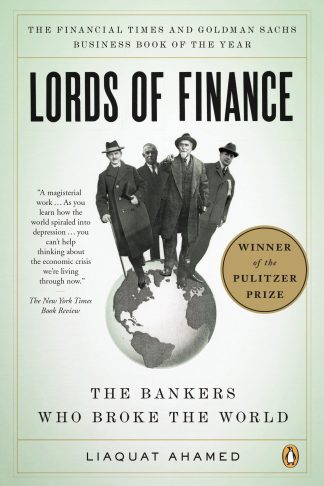 THE FINANCIAL TIMES AND GOLDMAN SACHS
BUSINESS BOOK OF THE YEAR
LORDS OF FINANCE
"A magisterial
work . . . As you
learn how the
world spiraled into
depression . . . you
can't help
thinking about
the economic crisis
we're living
through now."
The New York Times
Book Review
WINNER
of the
PULITZER
PRIZE
THE BANKERS
WHO BROKE THE WORLD
LIAQUAT AHAMED